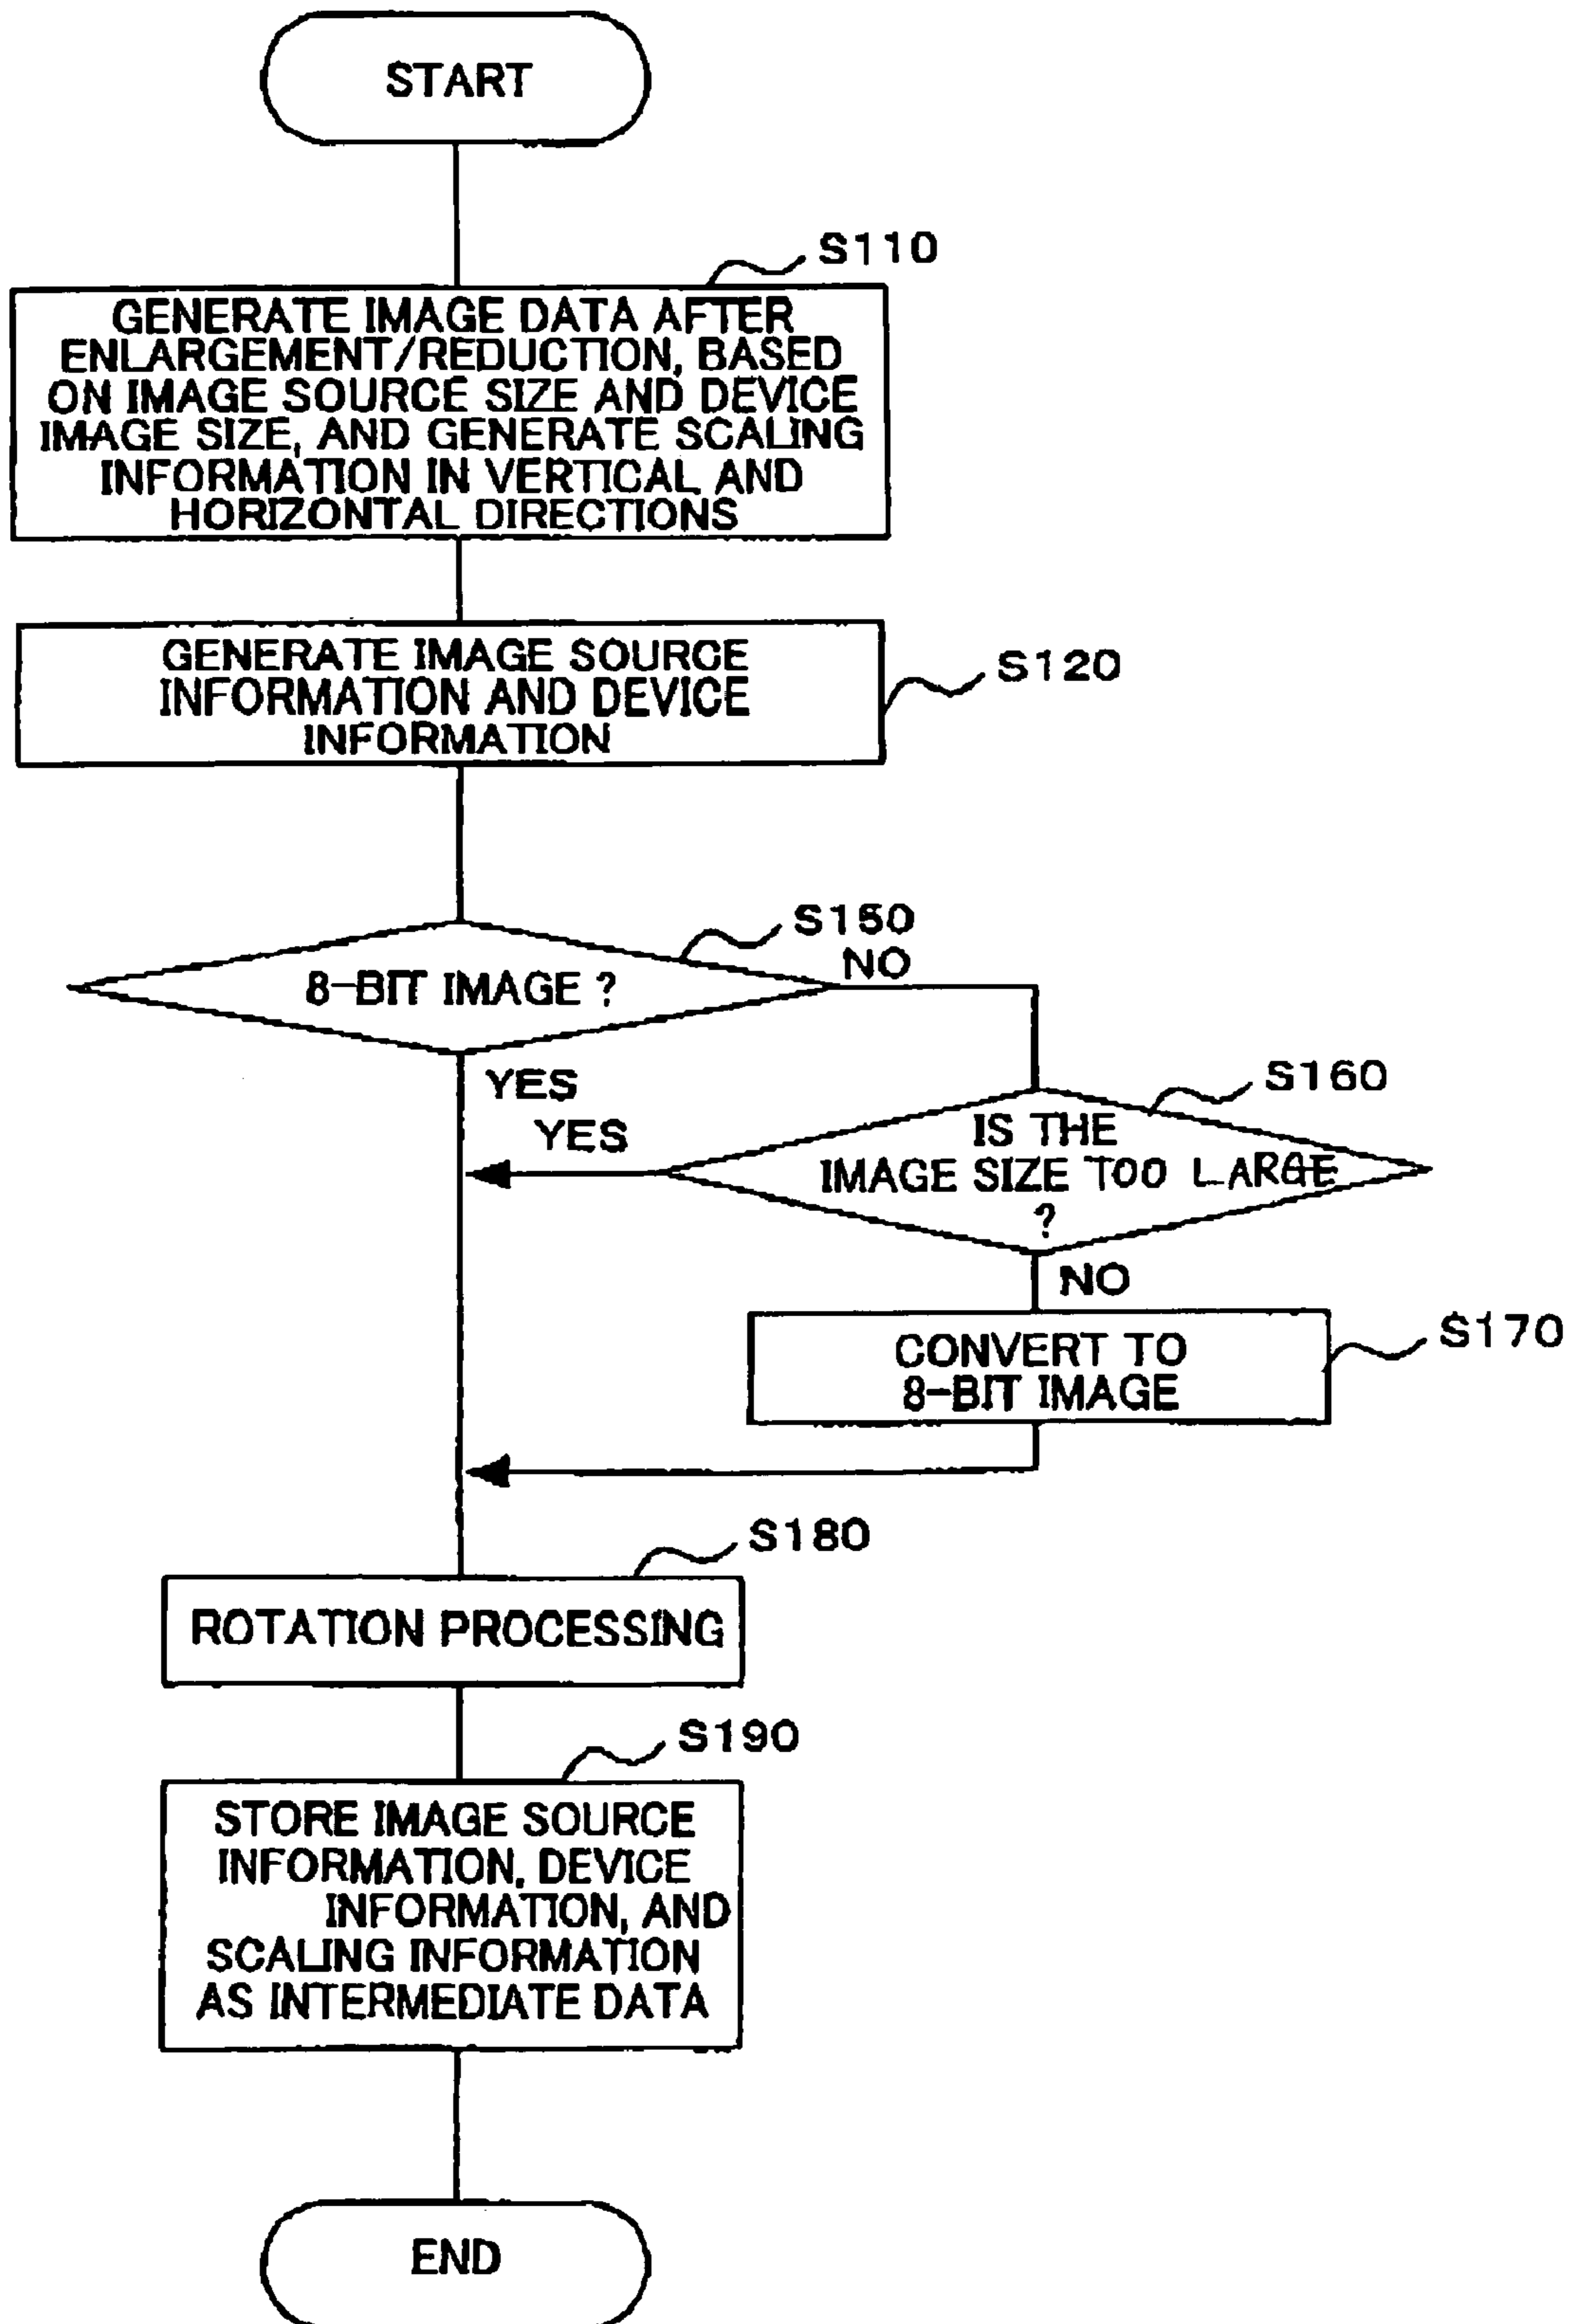 START
S110
GENERATE IMAGE DATA AFTER
ENLARGEMENT/REDUCTION, BASED
ON IMAGE SOURCE SIZE AND DEVICE
IMAGE SIZE, AND GENERATE SCALING
INFORMATION IN VERTICAL AND
HORIZONTAL DIRECTIONS
GENERATE IMAGE SOURCE
INFORMATION AND DEVICE
INFORMATION
S120
S150
8-BIT IMAGE ?
NO
YES
S160
IS THE
IMAGE SIZE TOO LARGE
?
YES
NO
CONVERT TO
8-BIT IMAGE
S170
S180
ROTATION PROCESSING
S190
STORE IMAGE SOURCE
INFORMATION, DEVICE
INFORMATION, AND
SCALING INFORMATION
AS INTERMEDIATE DATA
END